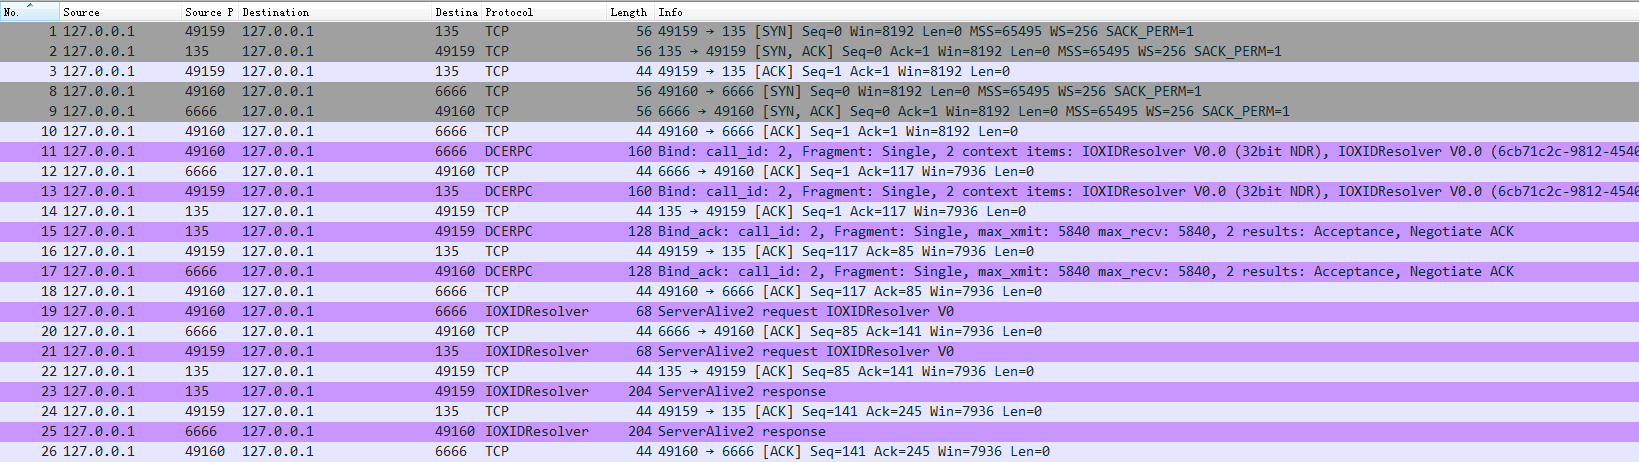 No. Source Source P Destination Destina Protocol Length Info
1 127.0.0.1 49159 127.0.0.1 135 TCP 56 49159 → 135 [SYN] Seq=0 Win=8192 Len=0 MSS=65495 WS=256 SACK_PERM=1
2 127.0.0.1 135 127.0.0.1 49159 TCP 56 135 → 49159 [SYN, ACK] Seq=0 Ack=1 Win=8192 Len=0 MSS=65495 WS=256 SACK_PERM=1
3 127.0.0.1 49159 127.0.0.1 135 TCP 44 49159 → 135 [ACK] Seq=1 Ack=1 Win=8192 Len=0
8 127.0.0.1 49160 127.0.0.1 6666 TCP 56 49160 → 6666 [SYN] Seq=0 Win=8192 Len=0 MSS=65495 WS=256 SACK_PERM=1
9 127.0.0.1 6666 127.0.0.1 49160 TCP 56 6666 → 49160 [SYN, ACK] Seq=0 Ack=1 Win=8192 Len=0 MSS=65495 WS=256 SACK_PERM=1
10 127.0.0.1 49160 127.0.0.1 6666 TCP 44 49160 → 6666 [ACK] Seq=1 Ack=1 Win=8192 Len=0
11 127.0.0.1 49160 127.0.0.1 6666 DCERPC 160 Bind: call_id: 2, Fragment: Single, 2 context items: IOXIDResolver V0.0 (32bit NDR), IOXIDResolver V0.0 (6cb71c2c-9812-4540
12 127.0.0.1 6666 127.0.0.1 49160 TCP 44 6666 → 49160 [ACK] Seq=1 Ack=117 Win=7936 Len=0
13 127.0.0.1 49159 127.0.0.1 135 DCERPC 160 Bind: call_id: 2, Fragment: Single, 2 context items: IOXIDResolver V0.0 (32bit NDR), IOXIDResolver V0.0 (6cb71c2c-9812-4540
14 127.0.0.1 135 127.0.0.1 49159 TCP 44 135 → 49159 [ACK] Seq=1 Ack=117 Win=7936 Len=0
15 127.0.0.1 135 127.0.0.1 49159 DCERPC 128 Bind_ack: call_id: 2, Fragment: Single, max_xmit: 5840 max_recv: 5840, 2 results: Acceptance, Negotiate ACK
16 127.0.0.1 49159 127.0.0.1 135 TCP 44 49159 → 135 [ACK] Seq=117 Ack=85 Win=7936 Len=0
17 127.0.0.1 6666 127.0.0.1 49160 DCERPC 128 Bind_ack: call_id: 2, Fragment: Single, max_xmit: 5840 max_recv: 5840, 2 results: Acceptance, Negotiate ACK
18 127.0.0.1 49160 127.0.0.1 6666 TCP 44 49160 → 6666 [ACK] Seq=117 Ack=85 Win=7936 Len=0
19 127.0.0.1 49160 127.0.0.1 6666 IOXIDResolver 68 ServerAlive2 request IOXIDResolver V0
20 127.0.0.1 6666 127.0.0.1 49160 TCP 44 6666 → 49160 [ACK] Seq=85 Ack=141 Win=7936 Len=0
21 127.0.0.1 49159 127.0.0.1 135 IOXIDResolver 68 ServerAlive2 request IOXIDResolver V0
22 127.0.0.1 135 127.0.0.1 49159 TCP 44 135 → 49159 [ACK] Seq=85 Ack=141 Win=7936 Len=0
23 127.0.0.1 135 127.0.0.1 49159 IOXIDResolver 204 ServerAlive2 response
24 127.0.0.1 49159 127.0.0.1 135 TCP 44 49159 → 135 [ACK] Seq=141 Ack=245 Win=7936 Len=0
25 127.0.0.1 6666 127.0.0.1 49160 IOXIDResolver 204 ServerAlive2 response
26 127.0.0.1 49160 127.0.0.1 6666 TCP 44 49160 → 6666 [ACK] Seq=141 Ack=245 Win=7936 Len=0